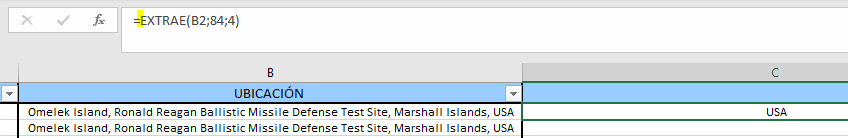 =EXTRAE(B2;84;4)
B C
UBICACIÓN
Omelek Island, Ronald Reagan Ballistic Missile Defense Test Site, Marshall Islands, USA USA
Omelek Island, Ronald Reagan Ballistic Missile Defense Test Site, Marshall Islands, USA